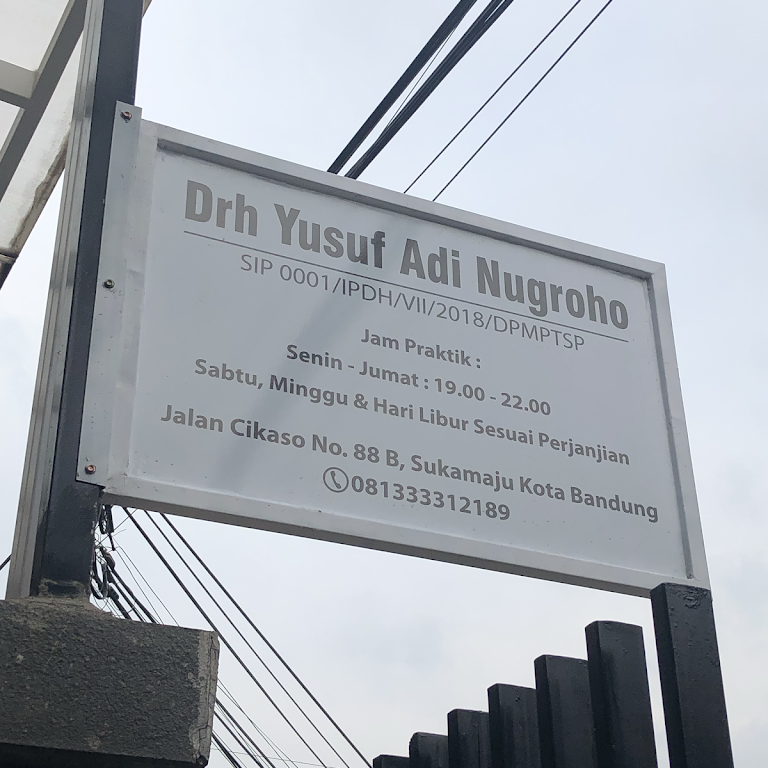 Drh Yusuf Adi Nugroho
SIP 0001/IPDH/VII/2018/DPMPTSP
Jam Praktik :
Senin - Jumat : 19.00 - 22.00
Sabtu, Minggu & Hari Libur Sesuai Perjanjian
Jalan Cikaso No. 88 B, Sukamaju Kota Bandung
081333312189